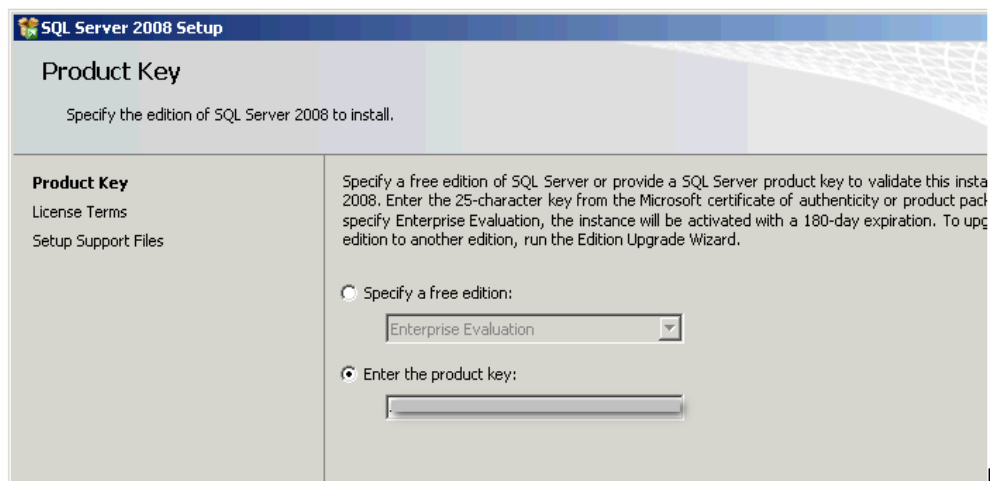 SQL Server 2008 Setup
Product Key
Specify the edition of SQL Server 2008 to install.
Product Key
License Terms
Setup Support Files
Specify a free edition of SQL Server or provide a SQL Server product key to validate this insta
2008. Enter the 25-character key from the Microsoft certificate of authenticity or product pack
specify Enterprise Evaluation, the instance will be activated with a 180-day expiration. To upg
edition to another edition, run the Edition Upgrade Wizard.
Specify a free edition:
Enterprise Evaluation
Enter the product key: